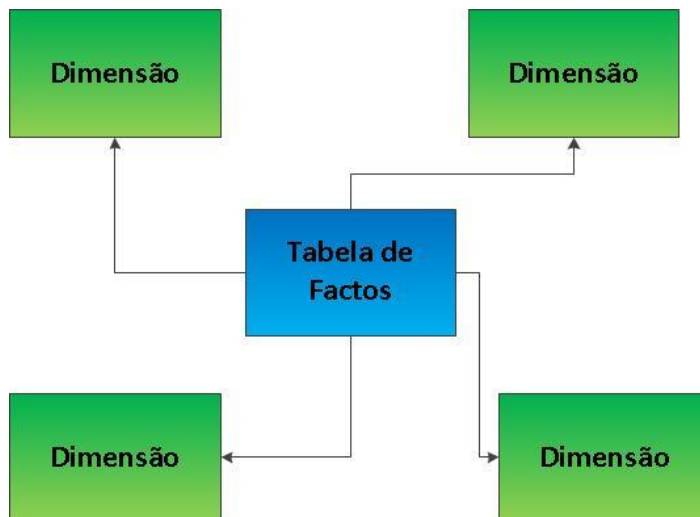 Dimensão
Dimensão
Tabela de
Factos
Dimensão
Dimensão